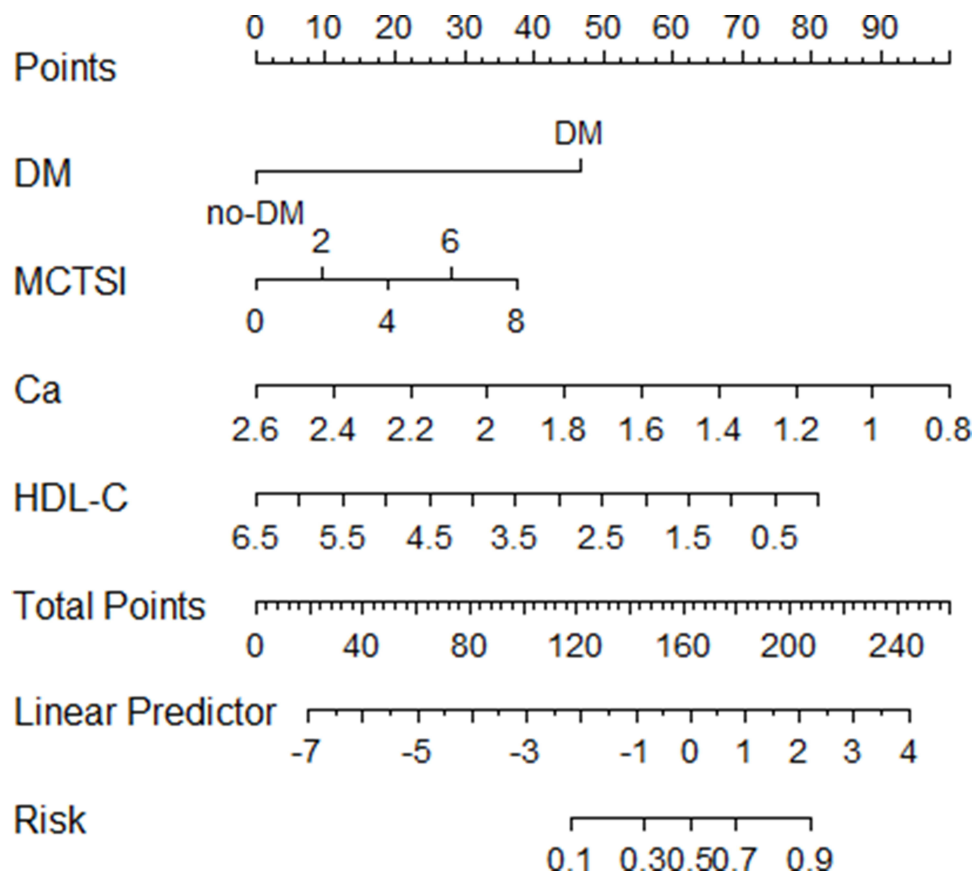 0 10 20 30 40 50 60 70 80 90
Points
DM
DM
no-DM
2 6
MCTSI
0 4 8
Ca
2.6 2.4 2.2 2 1.8 1.6 1.4 1.2 1 0.8
HDL-C
6.5 5.5 4.5 3.5 2.5 1.5 0.5
Total Points
0 40 80 120 160 200 240
Linear Predictor
-7 -5 -3 -1 0 1 2 3 4
Risk
0.1 0.3 0.5 0.7 0.9